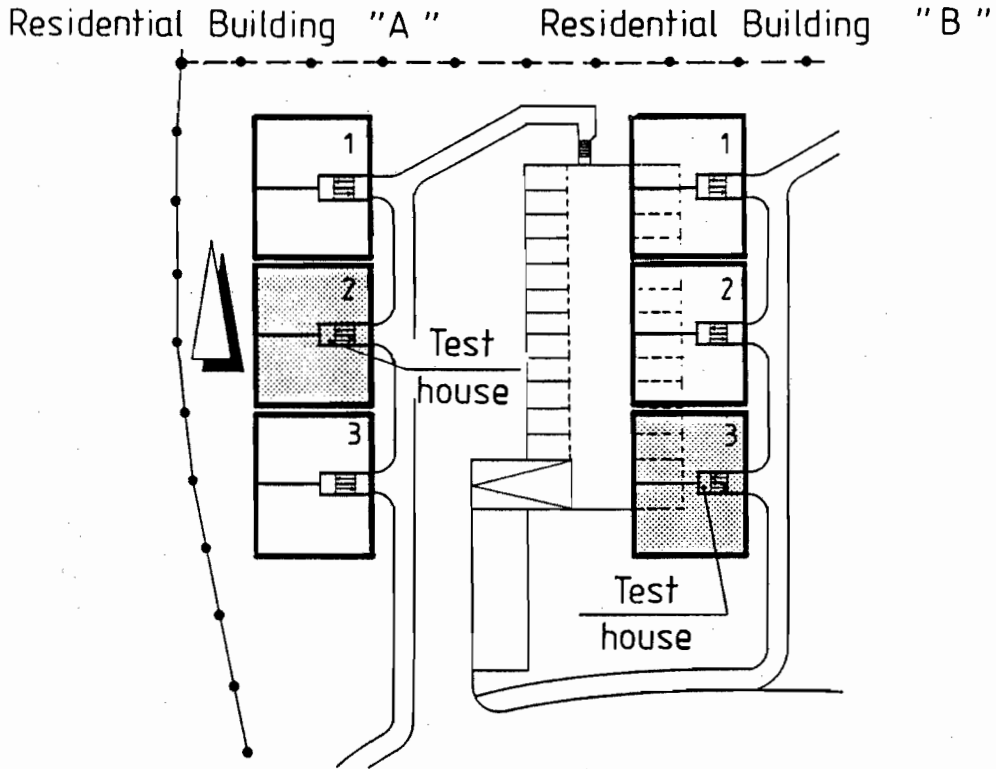 Residential Building "A"
Residential Building "B"
1
2
Test
house
3
1
2
3
Test
house